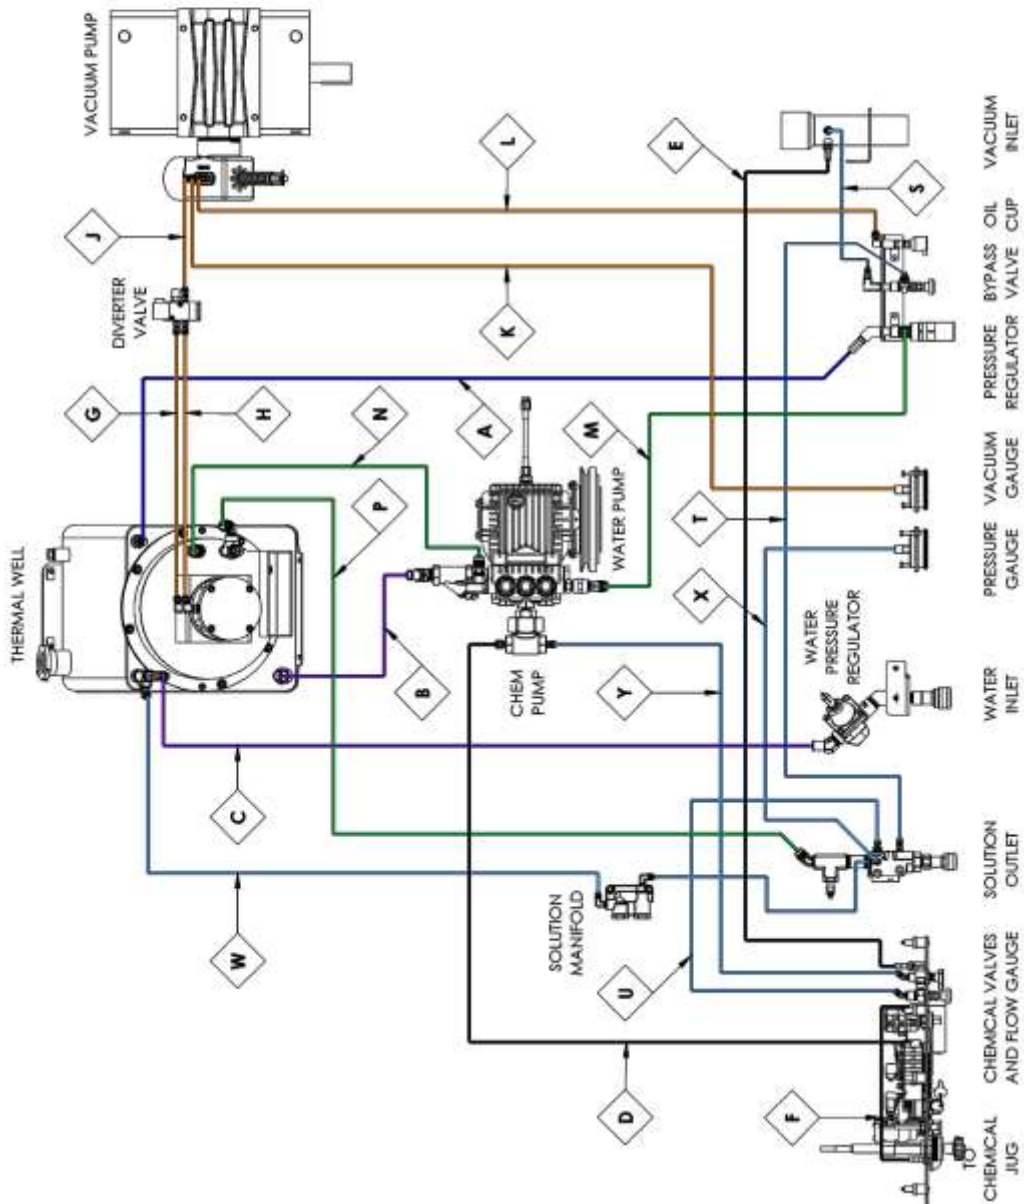 VACUUM PUMP
THERMAL WELL
DIVERTER
VALVE
J
L
E
S
G
H
K
N
A
P
M
T
WATER PUMP
CHEM
PUMP
B
X
Y
C
W
WATER
PRESSURE
REGULATOR
SOLUTION
MANIFOLD
U
D
F
TO
CHEMICAL
JUG
CHEMICAL VALVES
AND FLOW GAUGE
SOLUTION
OUTLET
WATER
INLET
PRESSURE
GAUGE
VACUUM
GAUGE
PRESSURE
REGULATOR
BYPASS
VALVE
OIL
CUP
VACUUM
INLET